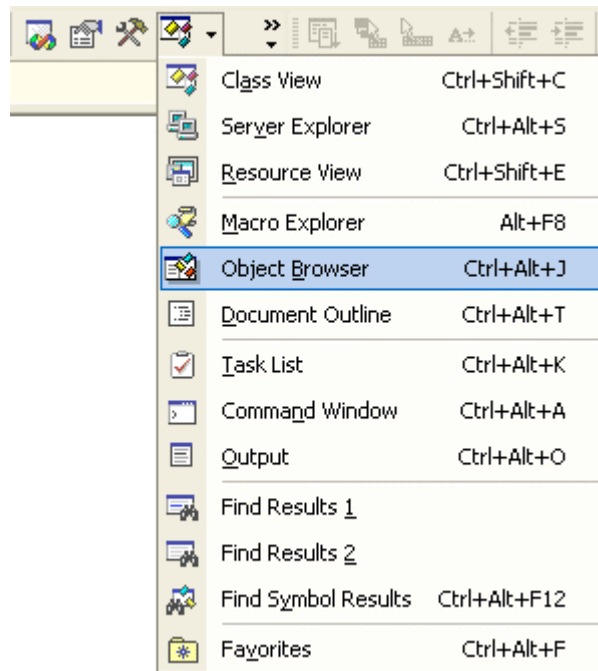 Class View Ctrl+Shift+C
Server Explorer Ctrl+Alt+S
Resource View Ctrl+Shift+E
Macro Explorer Alt+F8
Object Browser Ctrl+Alt+J
Document Outline Ctrl+Alt+T
Task List Ctrl+Alt+K
Command Window Ctrl+Alt+A
Output Ctrl+Alt+O
Find Results 1
Find Results 2
Find Symbol Results Ctrl+Alt+F12
Favorites Ctrl+Alt+F